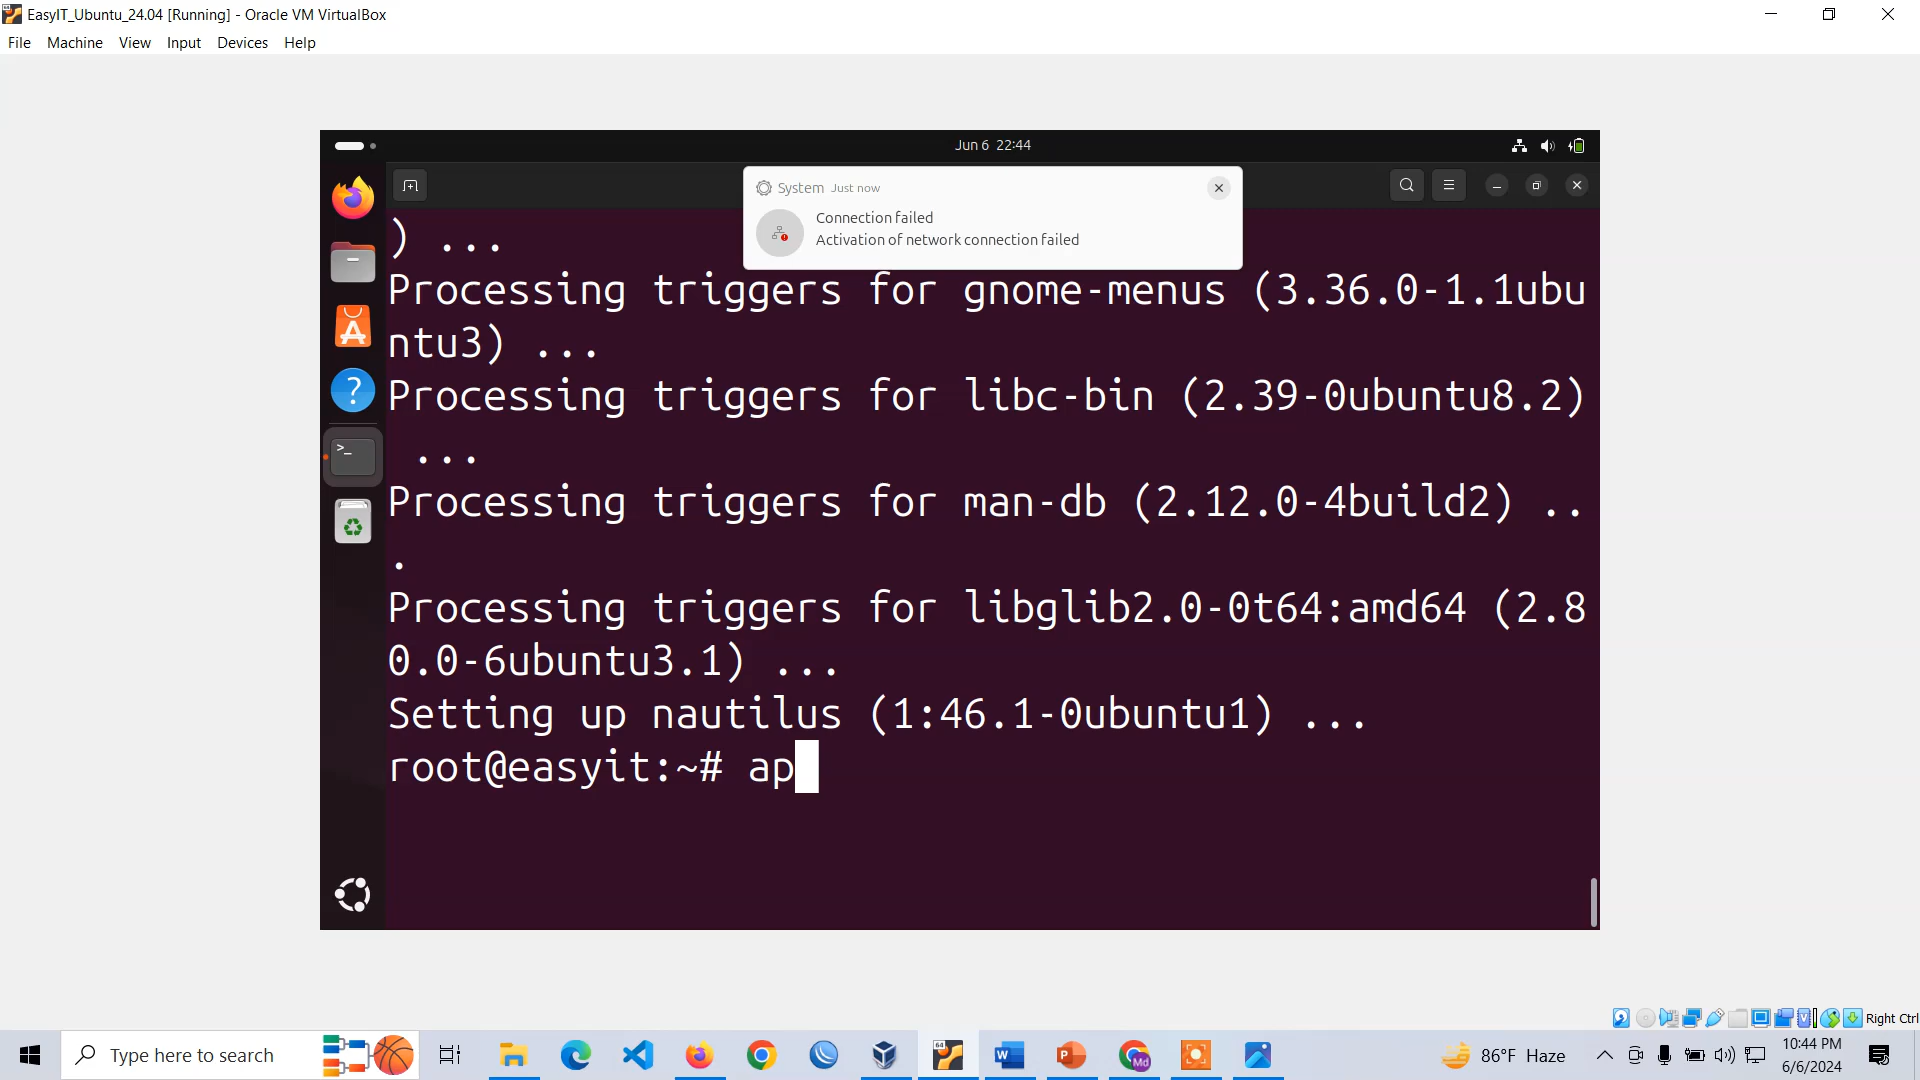 EasyIT_Ubuntu_24.04 [Running] - Oracle VM VirtualBox
File Machine View Input Devices Help
Jun 6 22:44
System Just now
Connection failed
Activation of network connection failed
) ...
Processing triggers for gnome-menus (3.36.0-1.1ubu
ntu3) ...
Processing triggers for libc-bin (2.39-0ubuntu8.2)
...
Processing triggers for man-db (2.12.0-4build2) ..
.
Processing triggers for libglib2.0-0t64:amd64 (2.8
0.0-6ubuntu3.1) ...
Setting up nautilus (1:46.1-0ubuntu1) ...
root@easyit:~# ap
Right Ctrl
Type here to search
86°F Haze
10:44 PM
6/6/2024